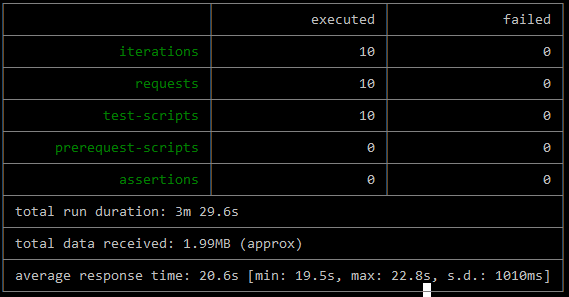 executed failed
iterations 10 0
requests 10 0
test-scripts 10 0
prerequest-scripts 0 0
assertions 0 0
total run duration: 3m 29.6s
total data received: 1.99MB (approx)
average response time: 20.6s [min: 19.5s, max: 22.8s, s.d.: 1010ms]